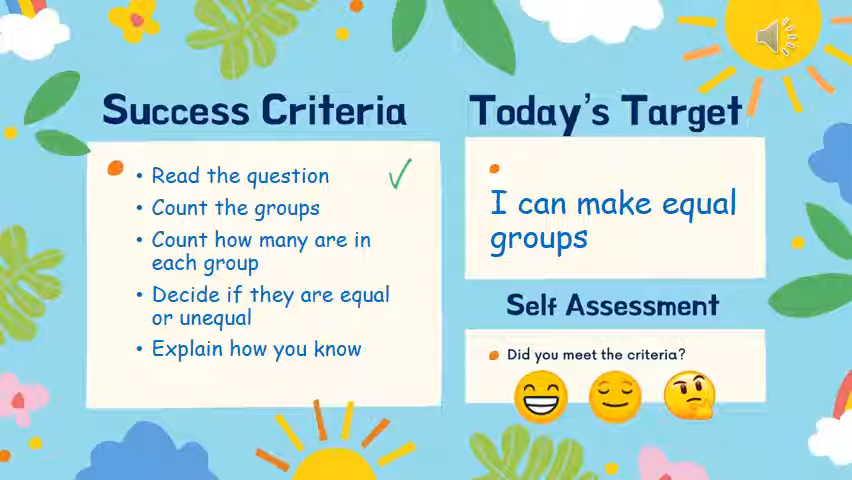 Success Criteria
• Read the question
• Count the groups
• Count how many are in
each group
• Decide if they are equal
or unequal
• Explain how you know
Today's Target
I can make equal
groups
Self Assessment
Did you meet the criteria?